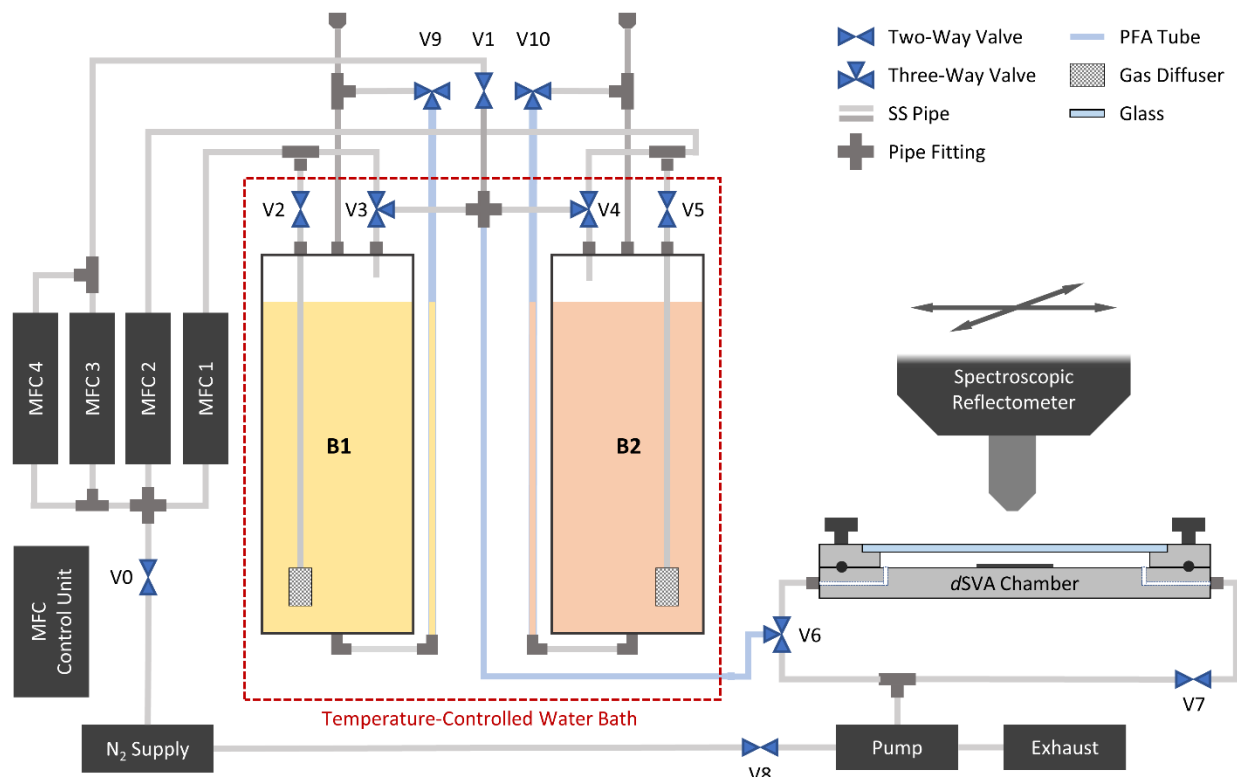 V9
V1
V10
Two-Way Valve
PFA Tube
Three-Way Valve
Gas Diffuser
SS Pipe
Glass
Pipe Fitting
V2
V3
V4
V5
MFC 4
MFC 3
MFC 2
MFC 1
Spectroscopic
Reflectometer
B1
B2
V0
MFC
Control Unit
dSVA Chamber
V6
V7
Temperature-Controlled Water Bath
N₂ Supply
V8
Pump
Exhaust